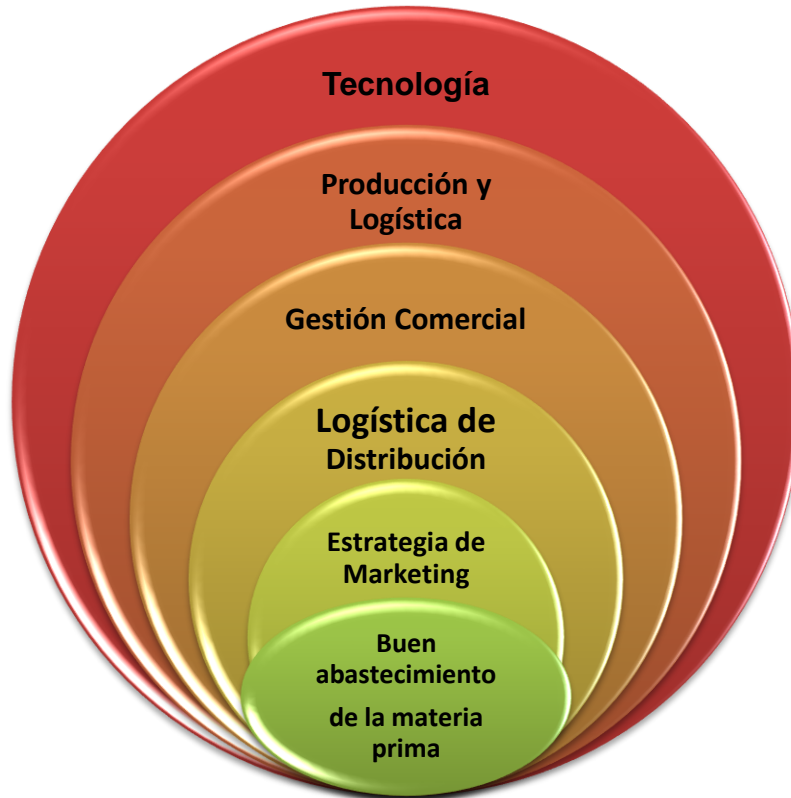 Tecnología
Producción y
Logística
Gestión Comercial
Logística de
Distribución
Estrategia de
Marketing
Buen
abastecimiento
de la materia
prima